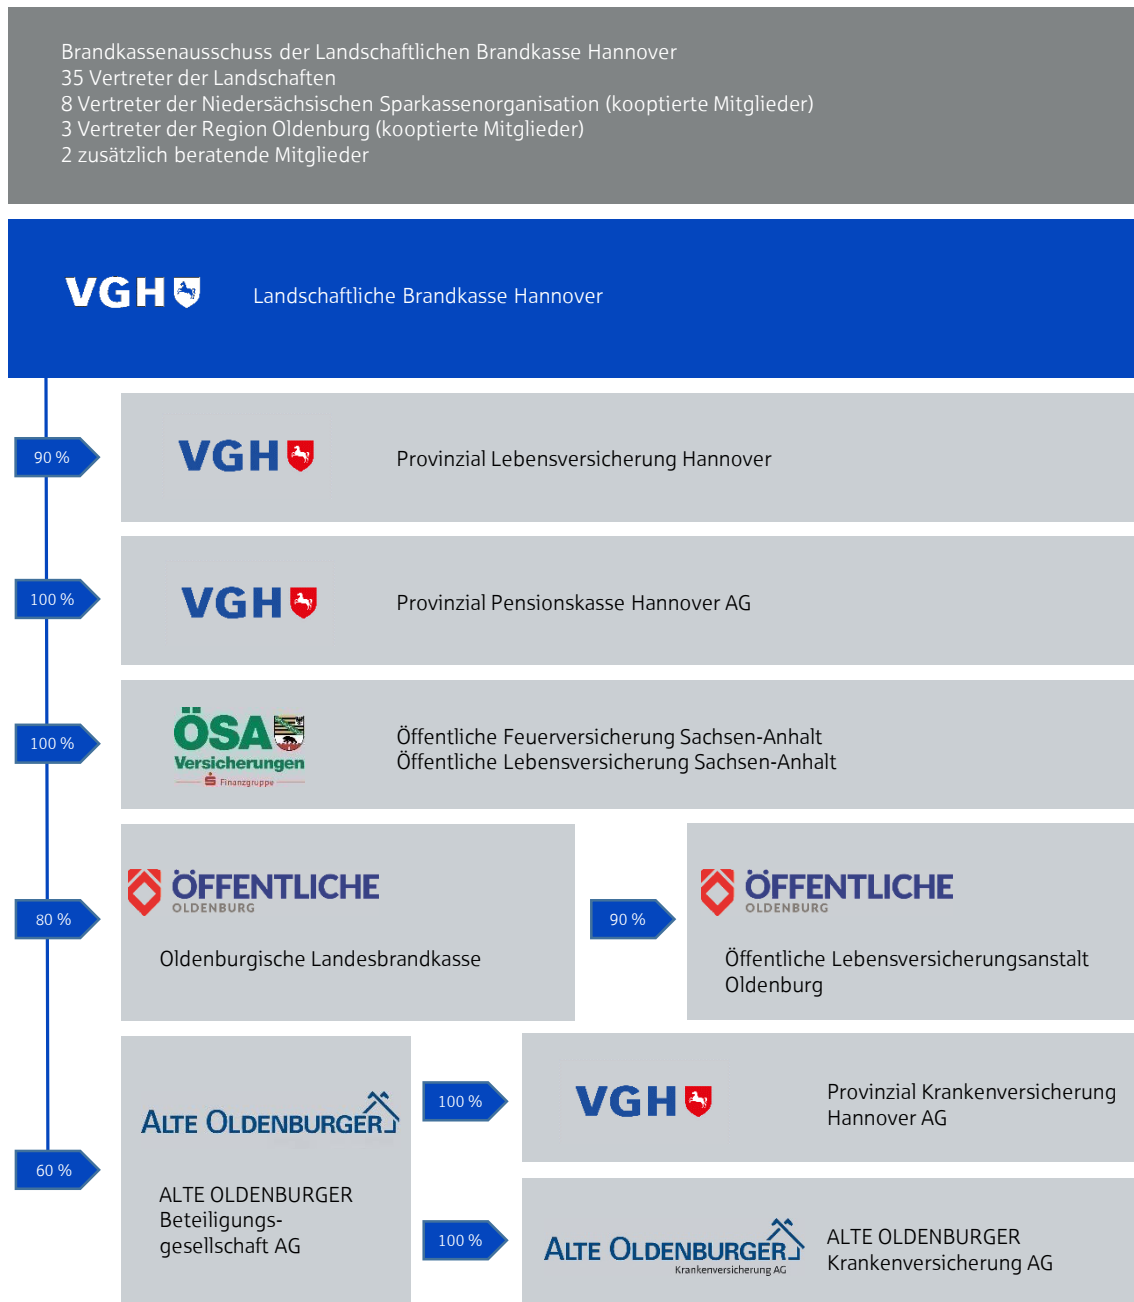 Brandkassenausschuss der Landschaftlichen Brandkasse Hannover
35 Vertreter der Landschaften
8 Vertreter der Niedersächsischen Sparkassenorganisation (kooptierte Mitglieder)
3 Vertreter der Region Oldenburg (kooptierte Mitglieder)
2 zusätzlich beratende Mitglieder
VGH
Landschaftliche Brandkasse Hannover
90 %
VGH
Provinzial Lebensversicherung Hannover
100 %
VGH
Provinzial Pensionskasse Hannover AG
100 %
ÖSA
Versicherungen
Finanzgruppe
Öffentliche Feuerversicherung Sachsen-Anhalt
Öffentliche Lebensversicherung Sachsen-Anhalt
80 %
ÖFFENTLICHE
OLDENBURG
Oldenburgische Landesbrandkasse
90 %
ÖFFENTLICHE
OLDENBURG
Öffentliche Lebensversicherungsanstalt
Oldenburg
60 %
ALTE OLDENBURGER
ALTE OLDENBURGER
Beteiligungs-
gesellschaft AG
100 %
VGH
Provinzial Krankenversicherung
Hannover AG
100 %
ALTE OLDENBURGER
Krankenversicherung AG
ALTE OLDENBURGER
Krankenversicherung AG